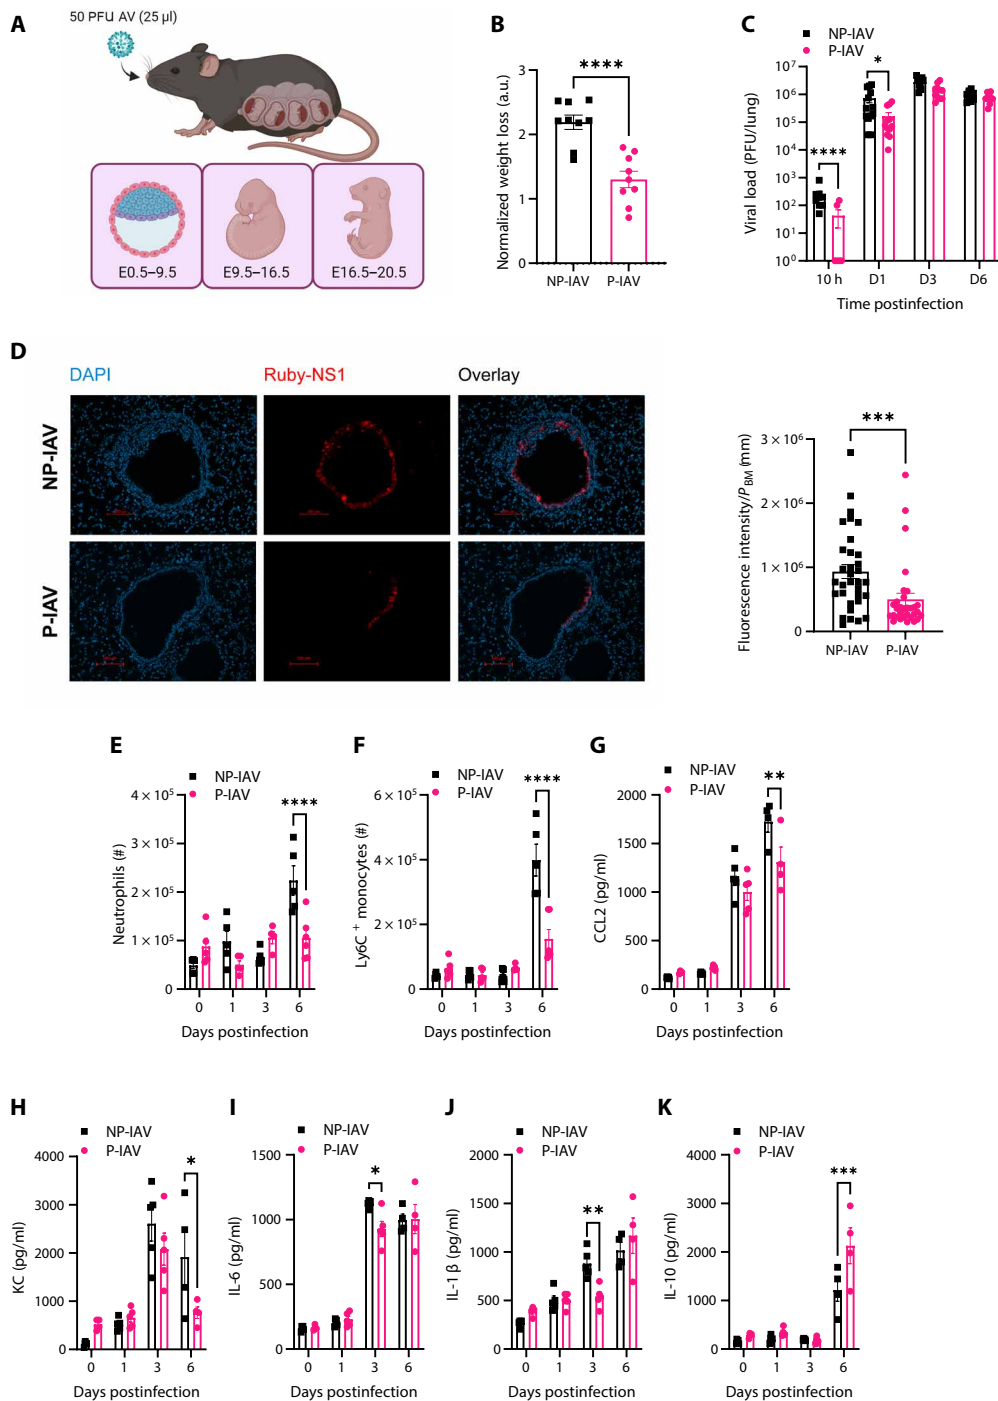 A
50 PFU AV (25 µl)
E0.5–9.5
E9.5–16.5
E16.5–20.5
B
Normalized weight loss (a.u.)
3
2
1
0
****
NP-IAV
P-IAV
C
NP-IAV
P-IAV
Viral load (PFU/lung)
10⁷
10⁶
10⁵
10⁴
10³
10²
10¹
10⁰
****
*
10 h
D1
D3
D6
Time postinfection
D
DAPI
Ruby-NS1
Overlay
NP-IAV
P-IAV
Fluorescence intensity/P_BM (mm)
3 × 10⁶
2 × 10⁶
1 × 10⁶
0
***
NP-IAV
P-IAV
E
NP-IAV
P-IAV
Neutrophils (#)
4 × 10⁵
3 × 10⁵
2 × 10⁵
1 × 10⁵
0
****
0 1 3 6
Days postinfection
F
NP-IAV
P-IAV
Ly6C⁺ monocytes (#)
6 × 10⁵
4 × 10⁵
2 × 10⁵
0
****
0 1 3 6
Days postinfection
G
NP-IAV
P-IAV
CCL2 (pg/ml)
2000
1500
1000
500
0
**
0 1 3 6
Days postinfection
H
NP-IAV
P-IAV
KC (pg/ml)
4000
3000
2000
1000
0
*
0 1 3 6
Days postinfection
I
NP-IAV
P-IAV
IL-6 (pg/ml)
1500
1000
500
0
*
0 1 3 6
Days postinfection
J
NP-IAV
P-IAV
IL-1 β (pg/ml)
2000
1500
1000
500
0
**
0 1 3 6
Days postinfection
K
NP-IAV
P-IAV
IL-10 (pg/ml)
4000
3000
2000
1000
0
***
0 1 3 6
Days postinfection